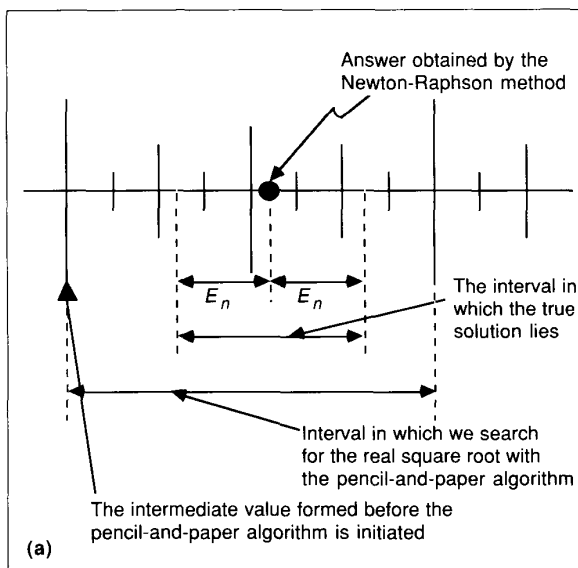 Answer obtained by the
Newton-Raphson method
E_n
E_n
The interval in
which the true
solution lies
Interval in which we search
for the real square root with
the pencil-and-paper algorithm
The intermediate value formed before the
pencil-and-paper algorithm is initiated
(a)